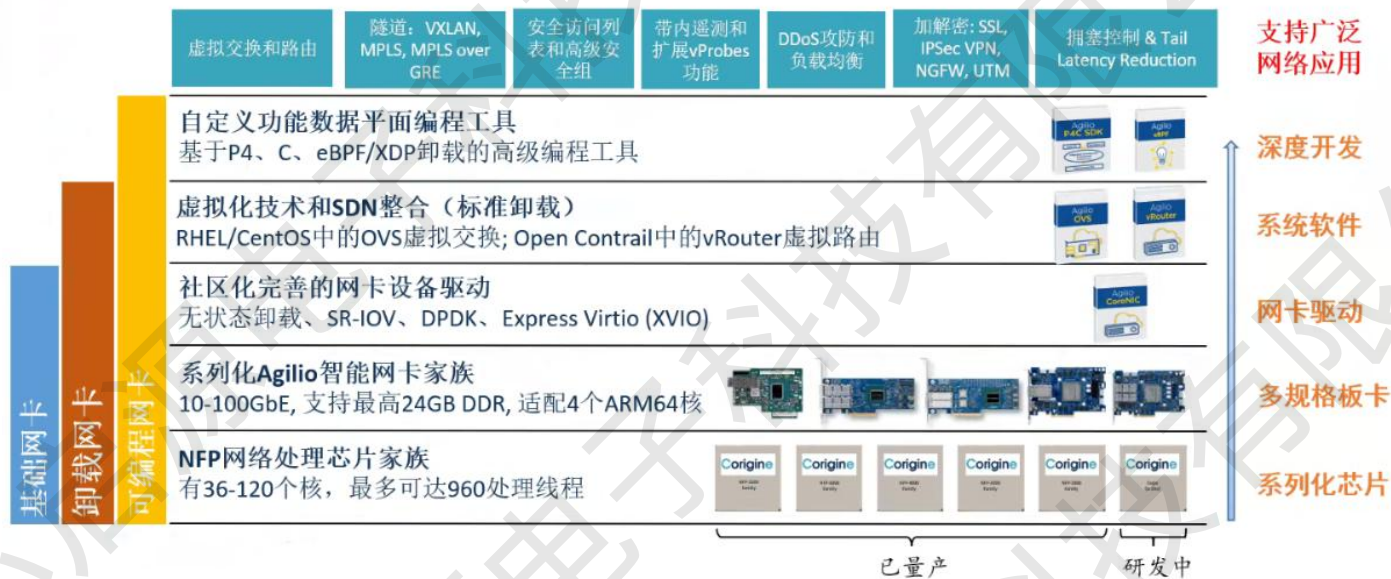 虚拟交换和路由
隧道：VXLAN,
MPLS, MPLS over
GRE
安全访问列
表和高级安
全组
带内遥测和
扩展vProbes
功能
DDoS攻防和
负载均衡
加解密: SSL,
IPSec VPN,
NGFW, UTM
拥塞控制 & Tail
Latency Reduction
支持广泛
网络应用
自定义功能数据平面编程工具
基于P4、C、eBPF/XDP卸载的高级编程工具
Agilio
P4C SDK
Agilio
eBPF
深度开发
虚拟化技术和SDN整合（标准卸载）
RHEL/CentOS中的OVS虚拟交换; Open Contrail中的vRouter虚拟路由
Agilio
OVS
Agilio
vRouter
系统软件
社区化完善的网卡设备驱动
无状态卸载、SR-IOV、DPDK、Express Virtio (XVIO)
Agilio
CoreNIC
网卡驱动
系列化Agilio智能网卡家族
10-100GbE, 支持最高24GB DDR, 适配4个ARM64核
多规格板卡
NFP网络处理芯片家族
有36-120个核，最多可达960处理线程
Corigine
Corigine
Corigine
Corigine
Corigine
Corigine
系列化芯片
基础网卡
卸载网卡
可编程网卡
已量产
研发中